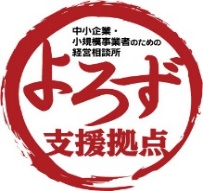 中小企業・
小規模事業者のための
経営相談所
よろず
支援拠点